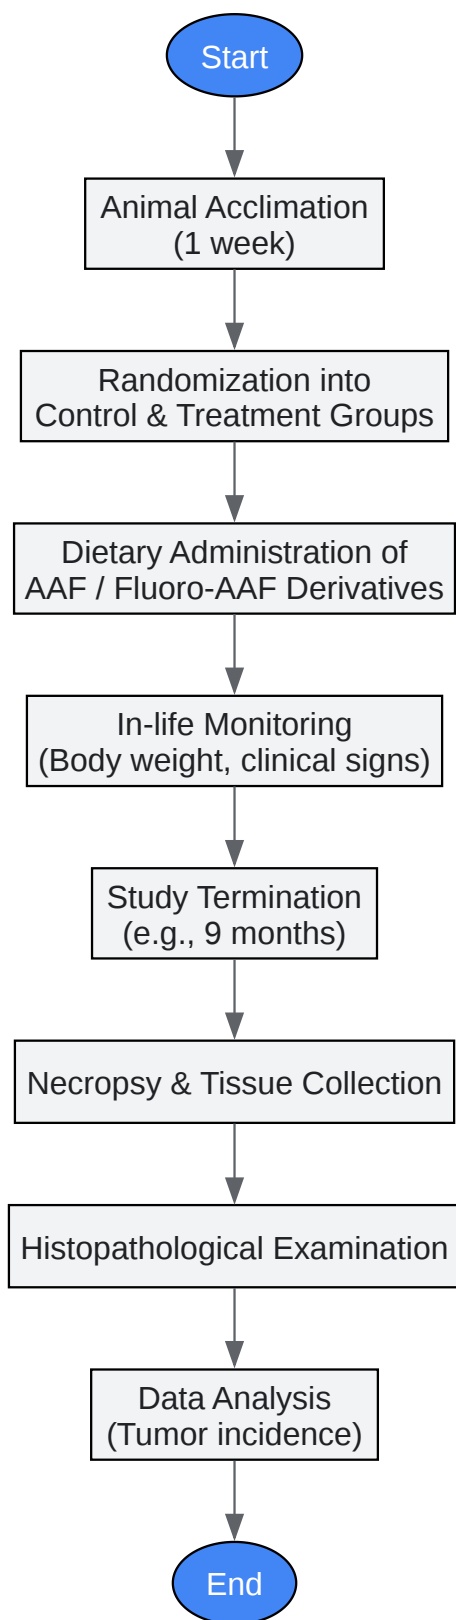 Start
Animal Acclimation
(1 week)
Randomization into
Control & Treatment Groups
Dietary Administration of
AAF / Fluoro-AAF Derivatives
In-life Monitoring
(Body weight, clinical signs)
Study Termination
(e.g., 9 months)
Necropsy & Tissue Collection
Histopathological Examination
Data Analysis
(Tumor incidence)
End